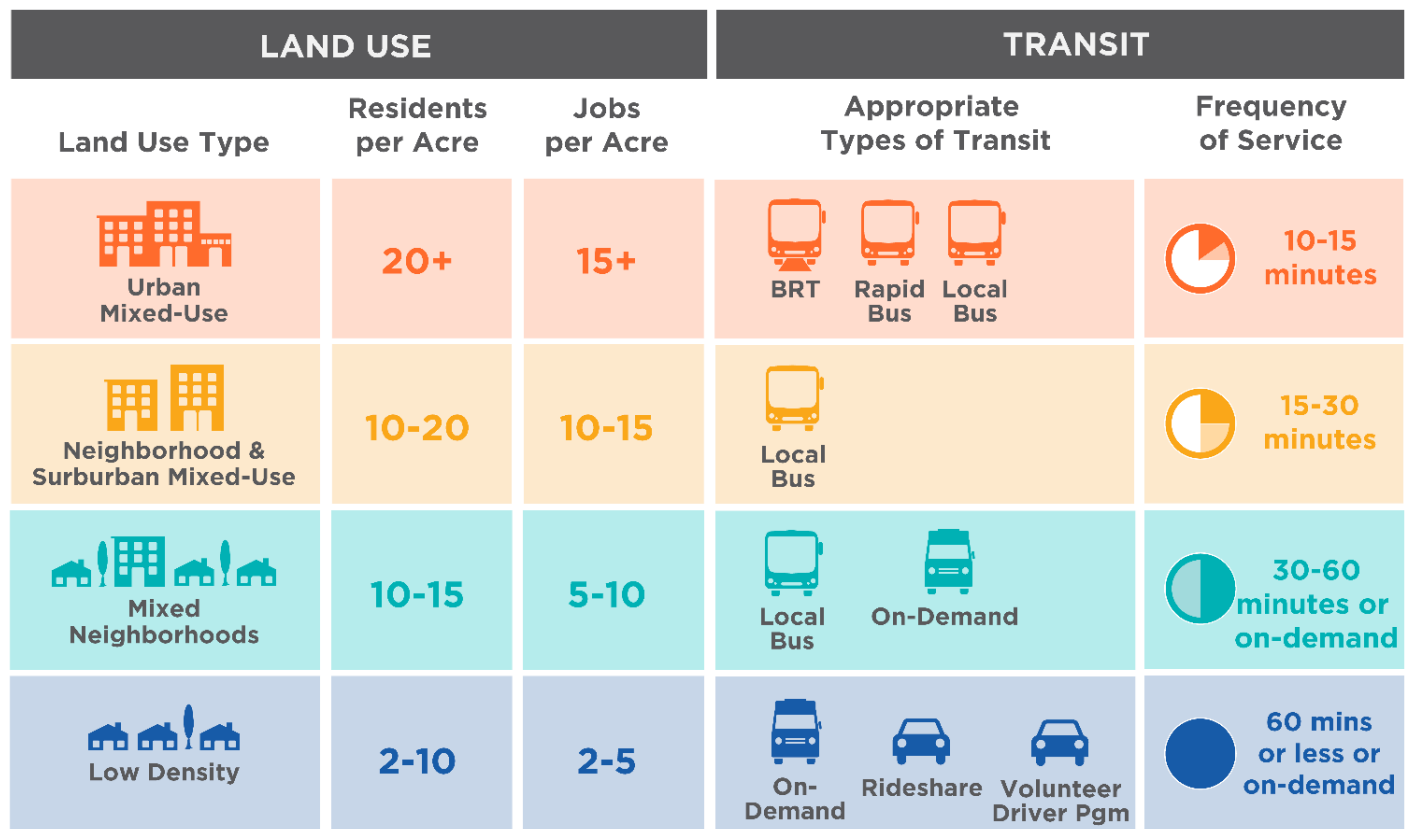 LAND USE
TRANSIT
Land Use Type
Residents
per Acre
Jobs
per Acre
Appropriate
Types of Transit
Frequency
of Service
Urban
Mixed-Use
20+
15+
BRT
Rapid
Bus
Local
Bus
10-15
minutes
Neighborhood &
Surburban Mixed-Use
10-20
10-15
Local
Bus
15-30
minutes
Mixed
Neighborhoods
10-15
5-10
Local
Bus
On-Demand
30-60
minutes or
on-demand
Low Density
2-10
2-5
On-
Demand
Rideshare
Volunteer
Driver Pgm
60 mins
or less or
on-demand